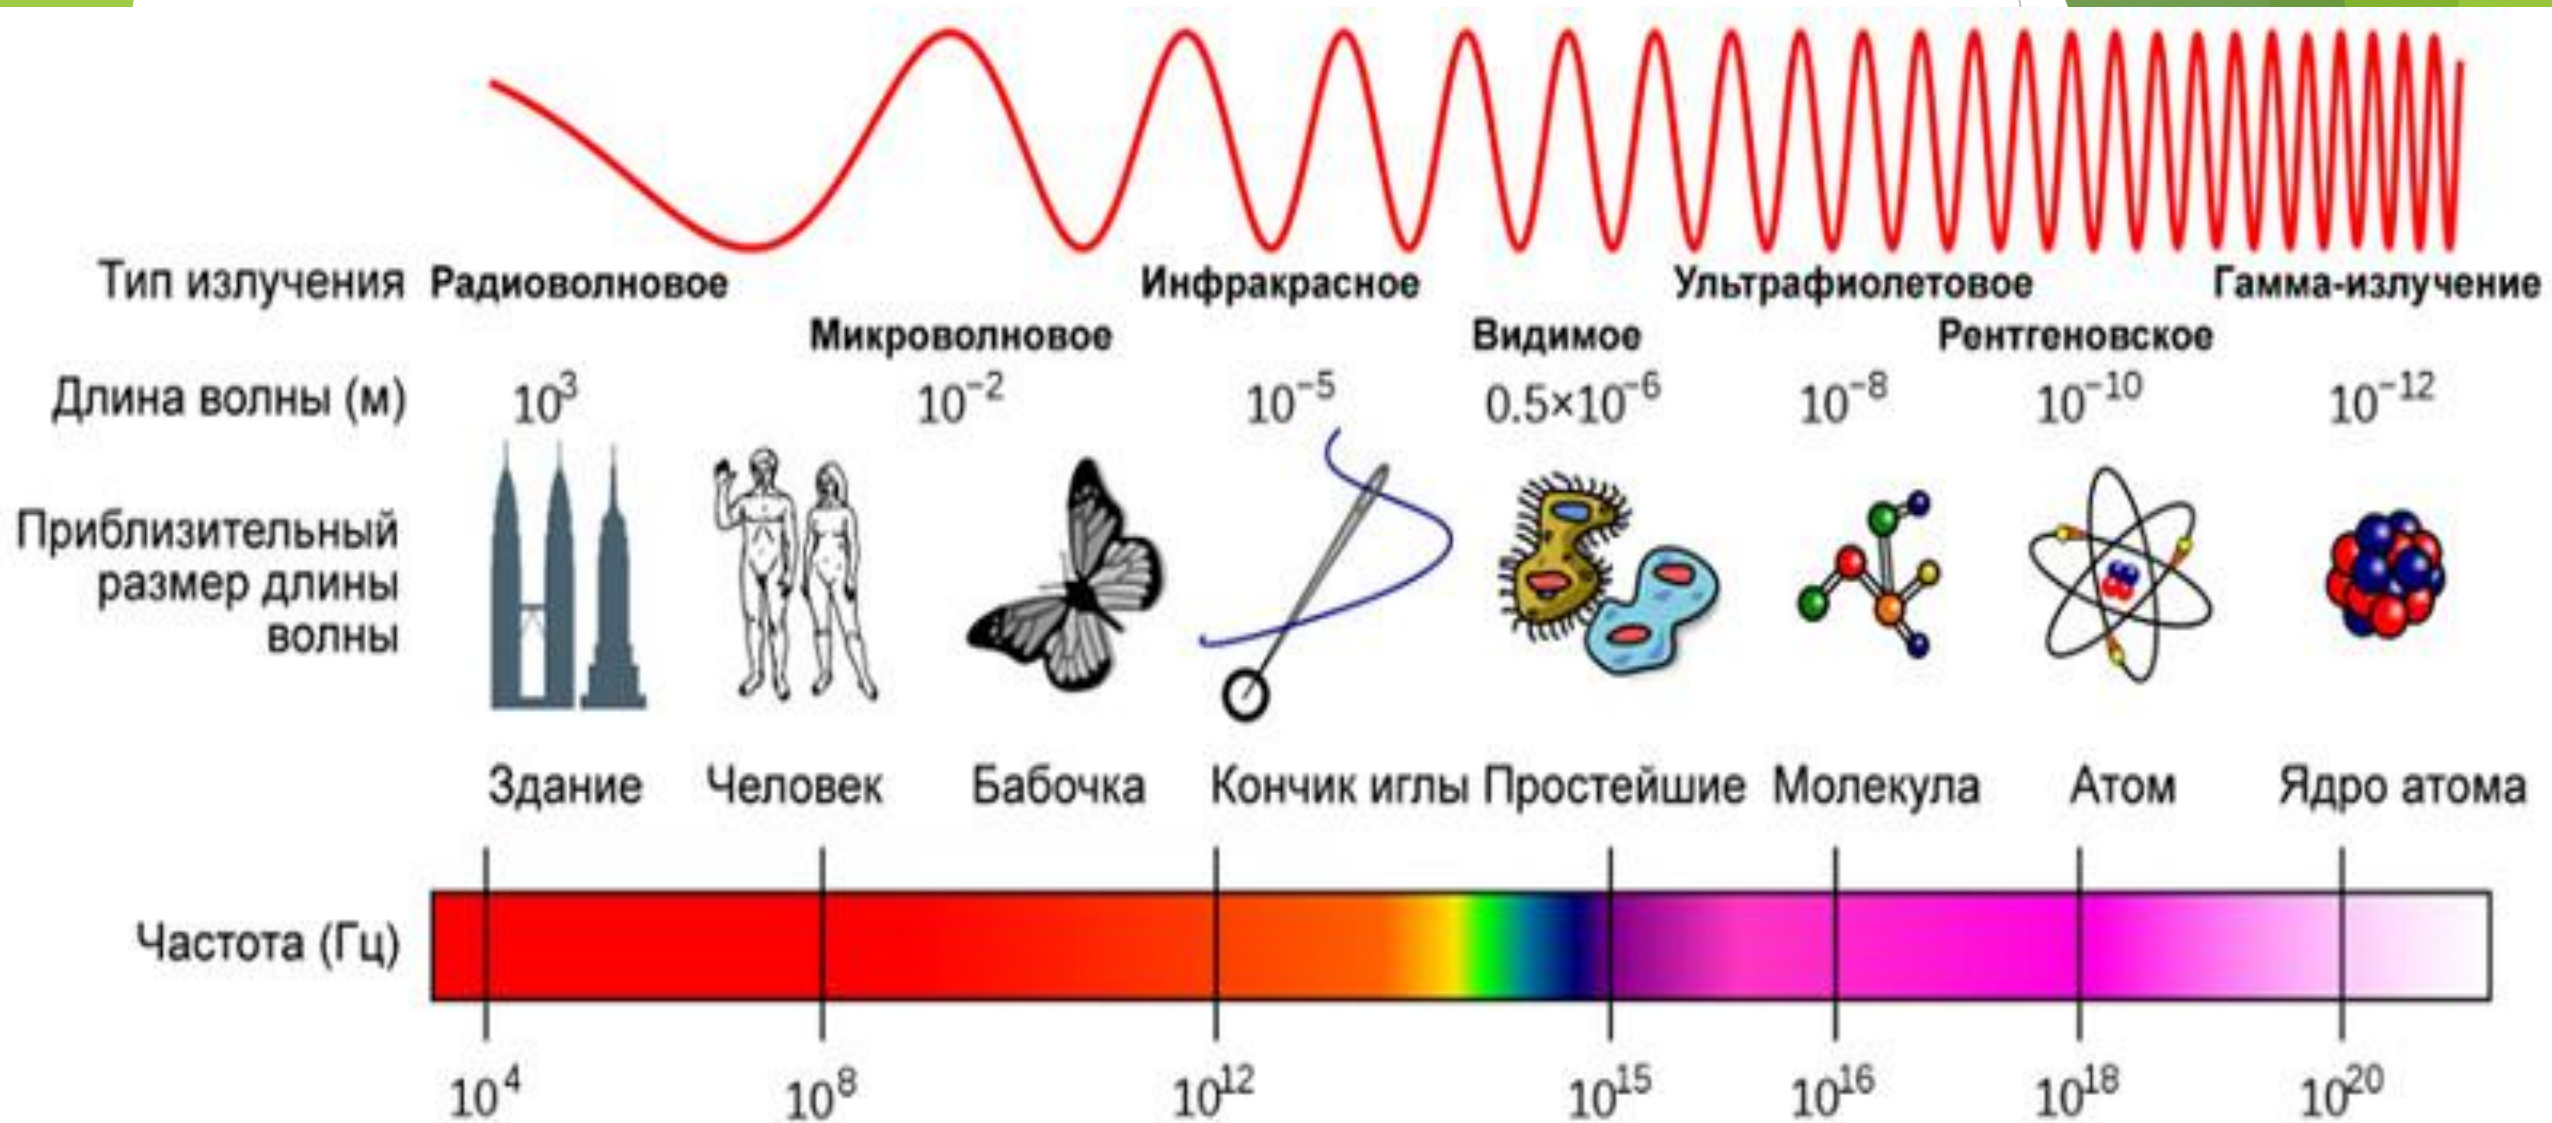 Тип излучения Радиоволновое Инфракрасное Ультрафиолетовое Гамма-излучение
Микроволновое Видимое Рентгеновское
Длина волны (м) 10³ 10⁻² 10⁻⁵ 0.5×10⁻⁶ 10⁻⁸ 10⁻¹⁰ 10⁻¹²
Приблизительный
размер длины
волны
Здание Человек Бабочка Кончик иглы Простейшие Молекула Атом Ядро атома
Частота (Гц)
10⁴ 10⁸ 10¹² 10¹⁵ 10¹⁶ 10¹⁸ 10²⁰